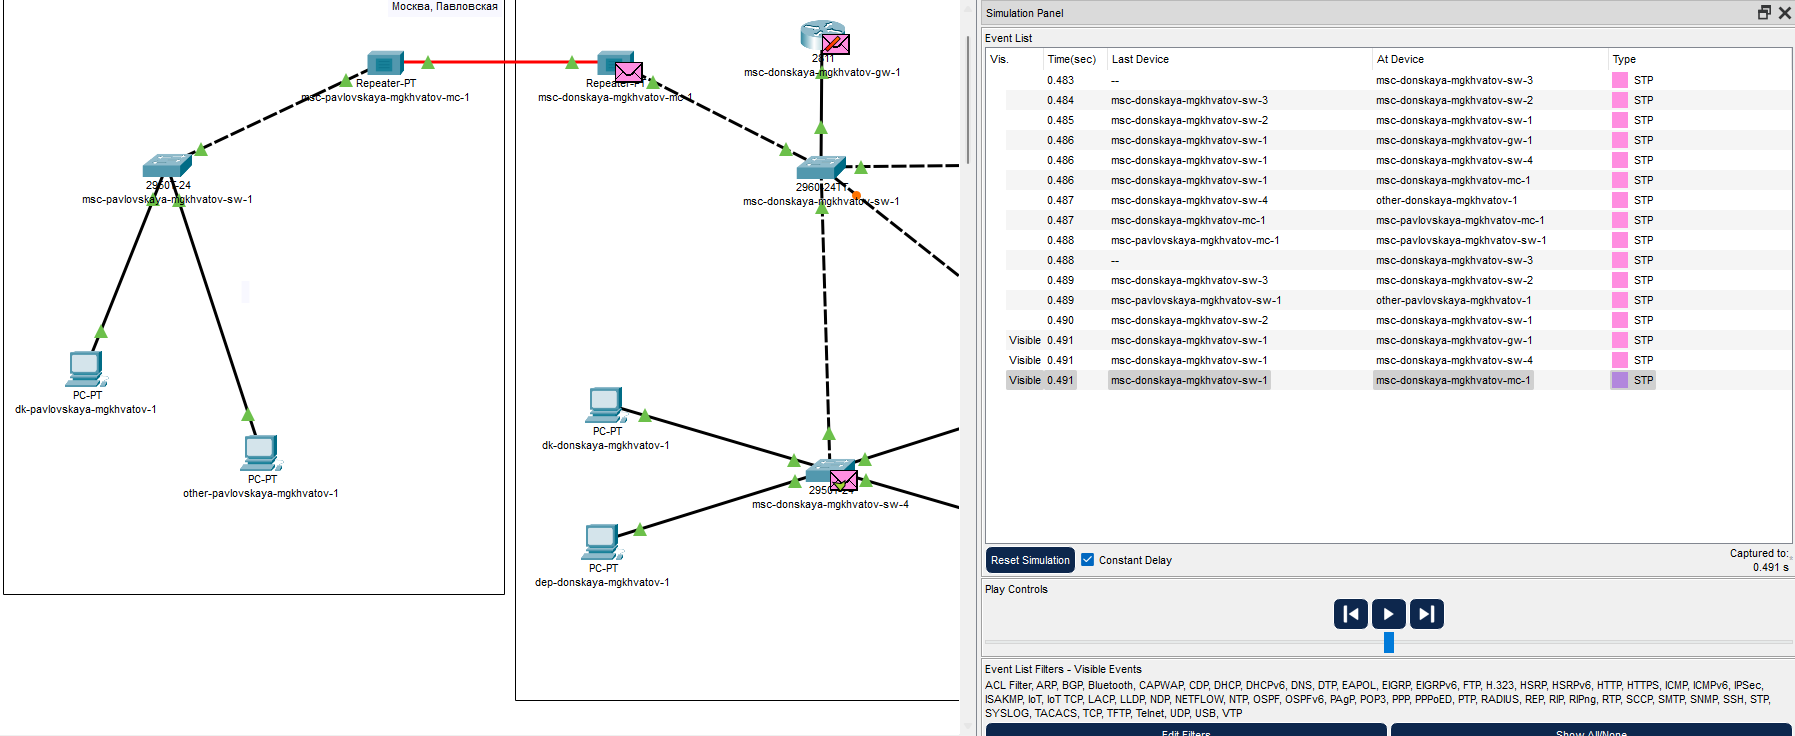 Москва, Павловская
Repeater-PT
msc-pavlovskaya-mgkhvatov-mc-1
Repeater-PT
msc-donskaya-mgkhvatov-mc-1
2811
msc-donskaya-mgkhvatov-gw-1
2950T-24
msc-pavlovskaya-mgkhvatov-sw-1
2960-24TT
msc-donskaya-mgkhvatov-sw-1
PC-PT
dk-pavlovskaya-mgkhvatov-1
PC-PT
other-pavlovskaya-mgkhvatov-1
PC-PT
dk-donskaya-mgkhvatov-1
2950T-24
msc-donskaya-mgkhvatov-sw-4
PC-PT
dep-donskaya-mgkhvatov-1
Simulation Panel
Event List
Vis. Time(sec) Last Device At Device Type
0.483 -- msc-donskaya-mgkhvatov-sw-3 STP
0.484 msc-donskaya-mgkhvatov-sw-3 msc-donskaya-mgkhvatov-sw-2 STP
0.485 msc-donskaya-mgkhvatov-sw-2 msc-donskaya-mgkhvatov-sw-1 STP
0.486 msc-donskaya-mgkhvatov-sw-1 msc-donskaya-mgkhvatov-gw-1 STP
0.486 msc-donskaya-mgkhvatov-sw-1 msc-donskaya-mgkhvatov-sw-4 STP
0.486 msc-donskaya-mgkhvatov-sw-1 msc-donskaya-mgkhvatov-mc-1 STP
0.487 msc-donskaya-mgkhvatov-sw-4 other-donskaya-mgkhvatov-1 STP
0.487 msc-donskaya-mgkhvatov-mc-1 msc-pavlovskaya-mgkhvatov-mc-1 STP
0.488 msc-pavlovskaya-mgkhvatov-mc-1 msc-pavlovskaya-mgkhvatov-sw-1 STP
0.488 -- msc-donskaya-mgkhvatov-sw-3 STP
0.489 msc-donskaya-mgkhvatov-sw-3 msc-donskaya-mgkhvatov-sw-2 STP
0.489 msc-pavlovskaya-mgkhvatov-sw-1 other-pavlovskaya-mgkhvatov-1 STP
0.490 msc-donskaya-mgkhvatov-sw-2 msc-donskaya-mgkhvatov-sw-1 STP
Visible 0.491 msc-donskaya-mgkhvatov-sw-1 msc-donskaya-mgkhvatov-gw-1 STP
Visible 0.491 msc-donskaya-mgkhvatov-sw-1 msc-donskaya-mgkhvatov-sw-4 STP
Visible 0.491 msc-donskaya-mgkhvatov-sw-1 msc-donskaya-mgkhvatov-mc-1 STP
Reset Simulation Constant Delay
Captured to:
0.491 s
Play Controls
Event List Filters - Visible Events
ACL Filter, ARP, BGP, Bluetooth, CAPWAP, CDP, DHCP, DHCPv6, DNS, DTP, EAPOL, EIGRP, EIGRPv6, FTP, H.323, HSRP, HSRPv6, HTTP, HTTPS, ICMP, ICMPv6, IPSec,
ISAKMP, IoT, IoT TCP, LACP, LLDP, NDP, NETFLOW, NTP, OSPF, OSPFv6, PAgP, POP3, PPP, PPPoED, PTP, RADIUS, REP, RIP, RIPng, RTP, SCCP, SMTP, SNMP, SSH, STP,
SYSLOG, TACACS, TCP, TFTP, Telnet, UDP, USB, VTP
Edit Filters Show All/None